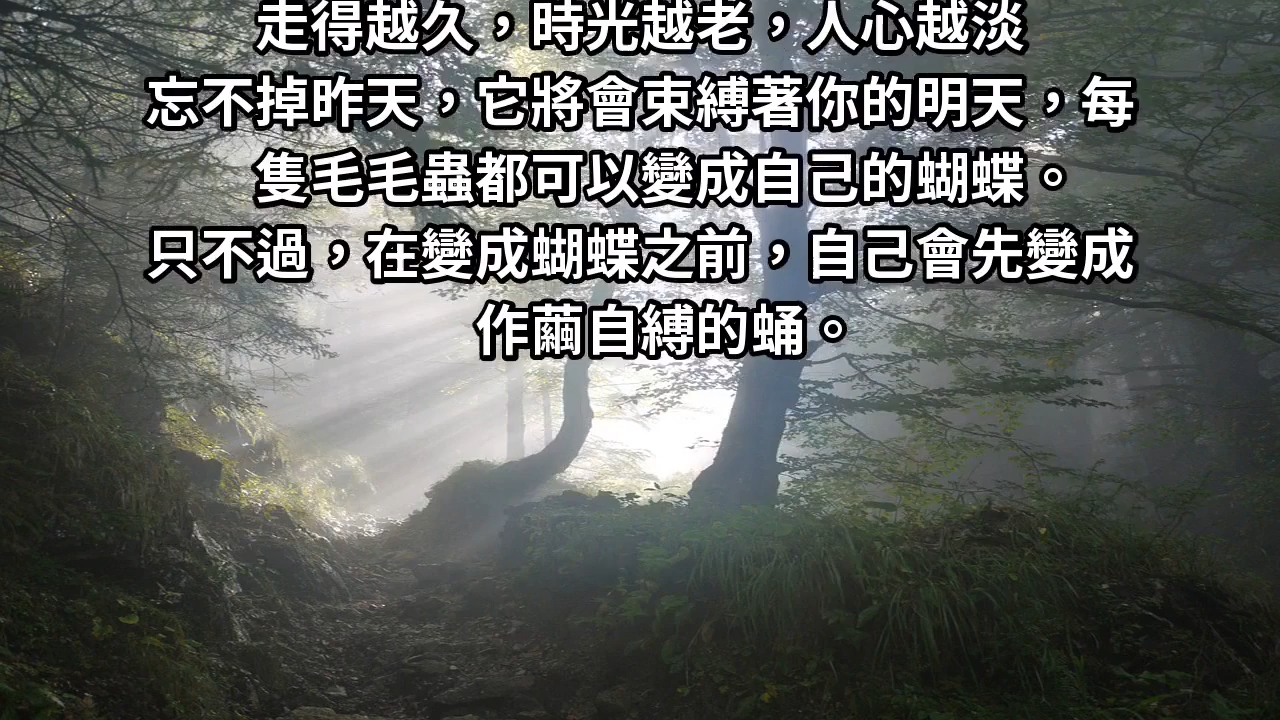 走得越久，時光越老，人心越淡
忘不掉昨天，它將會束縛著你的明天，每
隻毛毛蟲都可以變成自己的蝴蝶。
只不過，在變成蝴蝶之前，自己會先變成
作繭自縛的蛹。